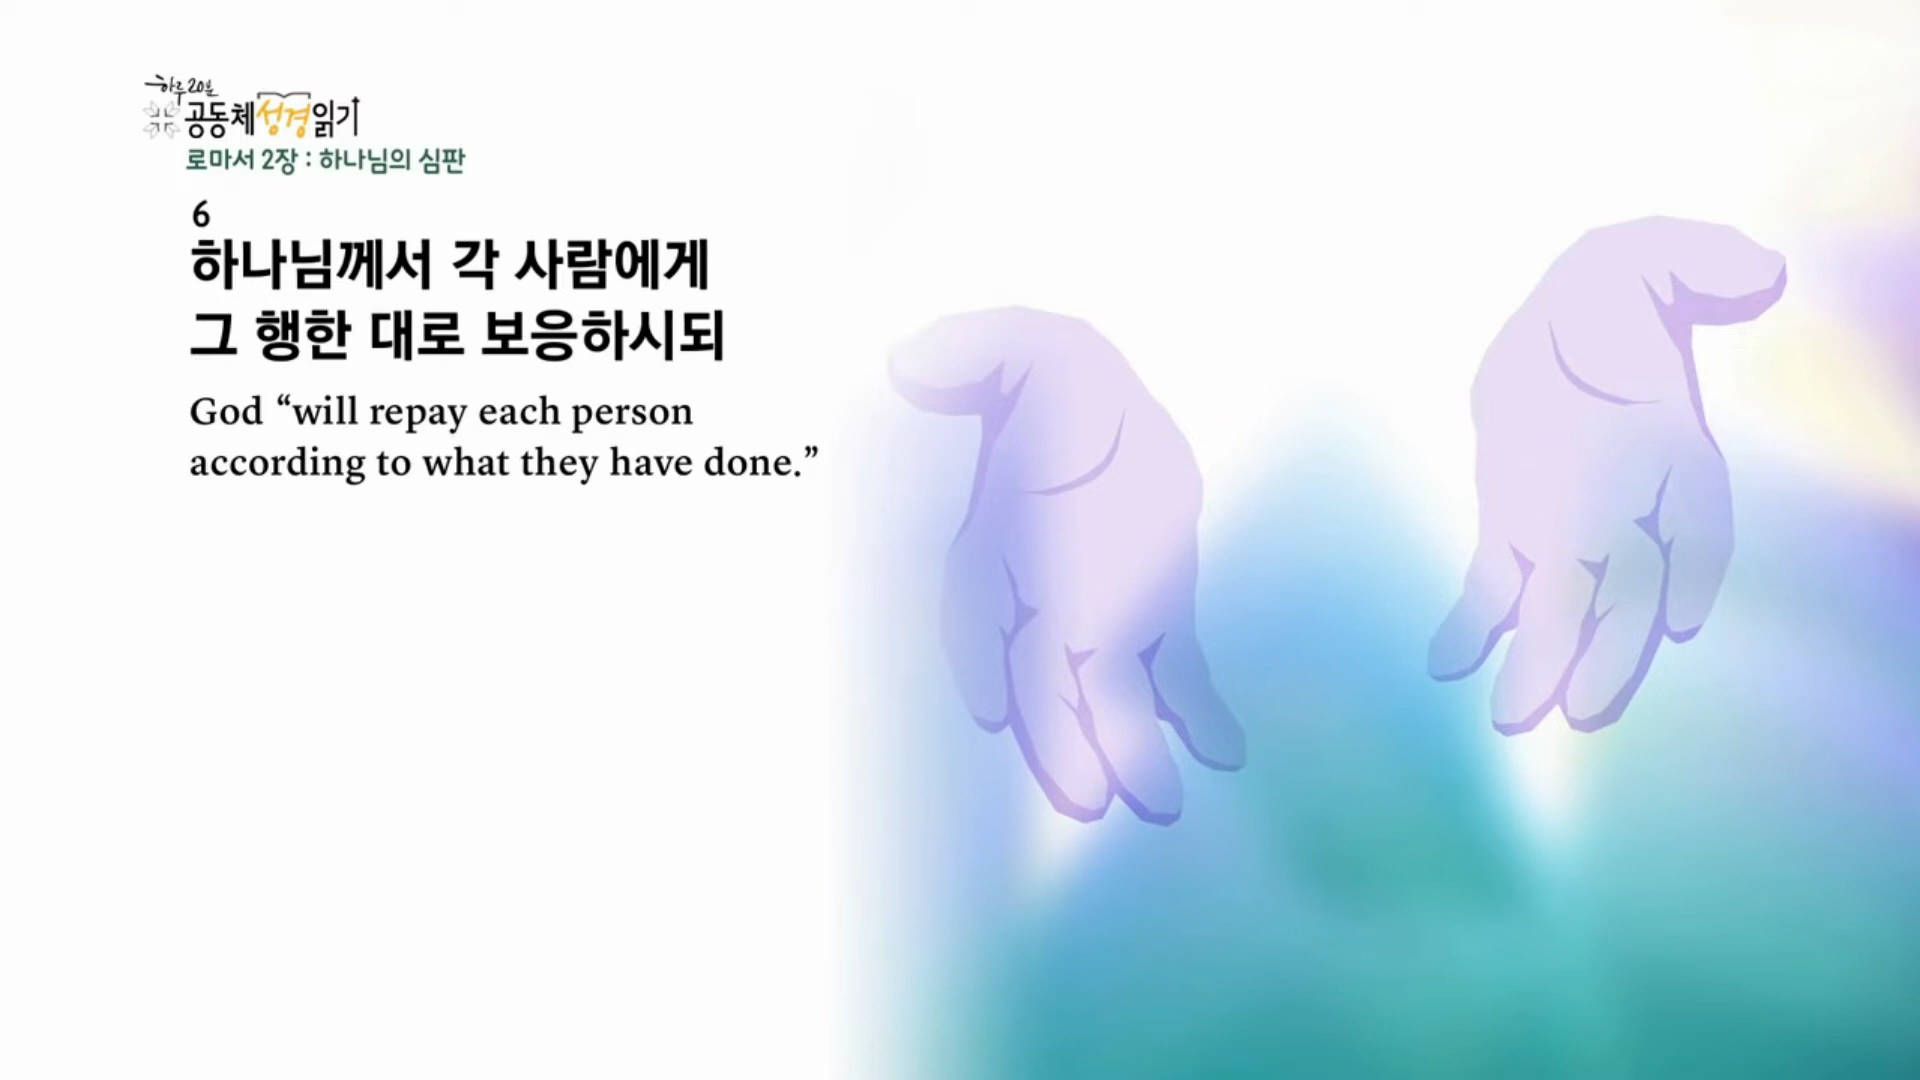 하루 20분
공동체성경읽기
로마서 2장 : 하나님의 심판
6
하나님께서 각 사람에게
그 행한 대로 보응하시되
God “will repay each person
according to what they have done.”